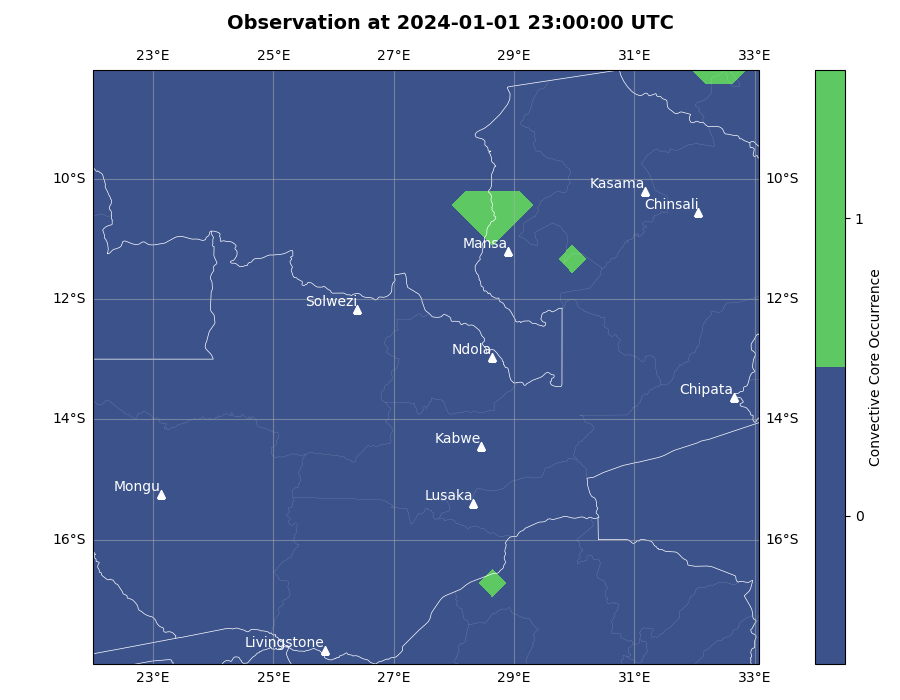 Observation at 2024-01-01 23:00:00 UTC
23°E 25°E 27°E 29°E 31°E 33°E
10°S 10°S
Kasama
Chinsali
Mansa
12°S 12°S
Solwezi
Ndola
Chipata
14°S 14°S
Kabwe
Mongu
Lusaka
16°S 16°S
Livingstone
23°E 25°E 27°E 29°E 31°E 33°E
1
0
Convective Core Occurrence